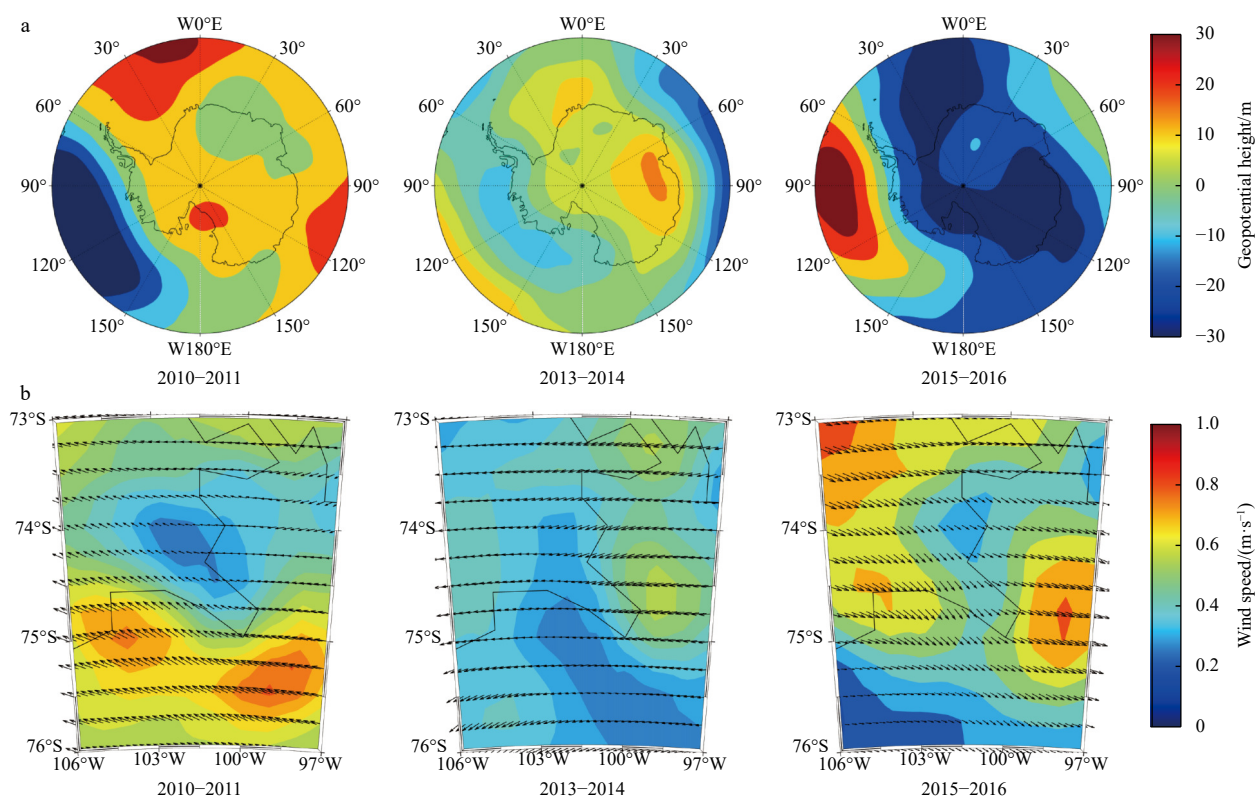 a
W0°E
W0°E
W0°E
30°
30°
30°
30°
30°
30°
60°
60°
60°
60°
60°
60°
90°
90°
90°
90°
90°
90°
120°
120°
120°
120°
120°
120°
150°
150°
150°
150°
150°
150°
W180°E
W180°E
W180°E
2010−2011
2013−2014
2015−2016
30
20
10
0
−10
−20
−30
Geopotential height/m
b
73°S
73°S
73°S
74°S
74°S
74°S
75°S
75°S
75°S
76°S
76°S
76°S
106°W
103°W
100°W
97°W
106°W
103°W
100°W
97°W
106°W
103°W
100°W
97°W
2010−2011
2013−2014
2015−2016
1.0
0.8
0.6
0.4
0.2
0
Wind speed/(m·s⁻¹)